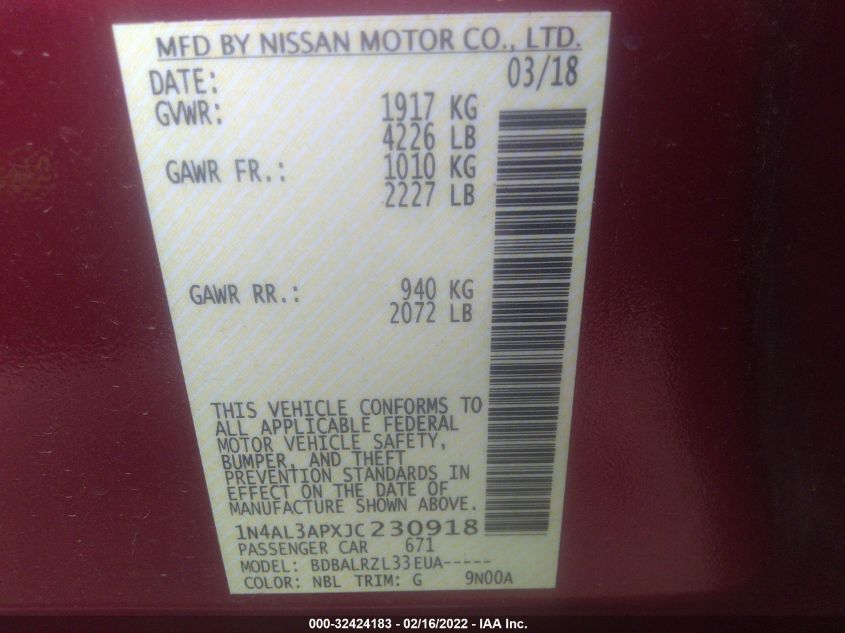 MFD BY NISSAN MOTOR CO., LTD.
DATE: 03/18
GVWR: 1917 KG
4226 LB
GAWR FR.: 1010 KG
2227 LB
GAWR RR.: 940 KG
2072 LB
THIS VEHICLE CONFORMS TO
ALL APPLICABLE FEDERAL
MOTOR VEHICLE SAFETY,
BUMPER, AND THEFT
PREVENTION STANDARDS IN
EFFECT ON THE DATE OF
MANUFACTURE SHOWN ABOVE.
1N4AL3APXJC230918
PASSENGER CAR 671
MODEL: BDBALRZL33EUA-----
COLOR: NBL TRIM: G 9N00A
000-32424183 - 02/16/2022 - IAA Inc.